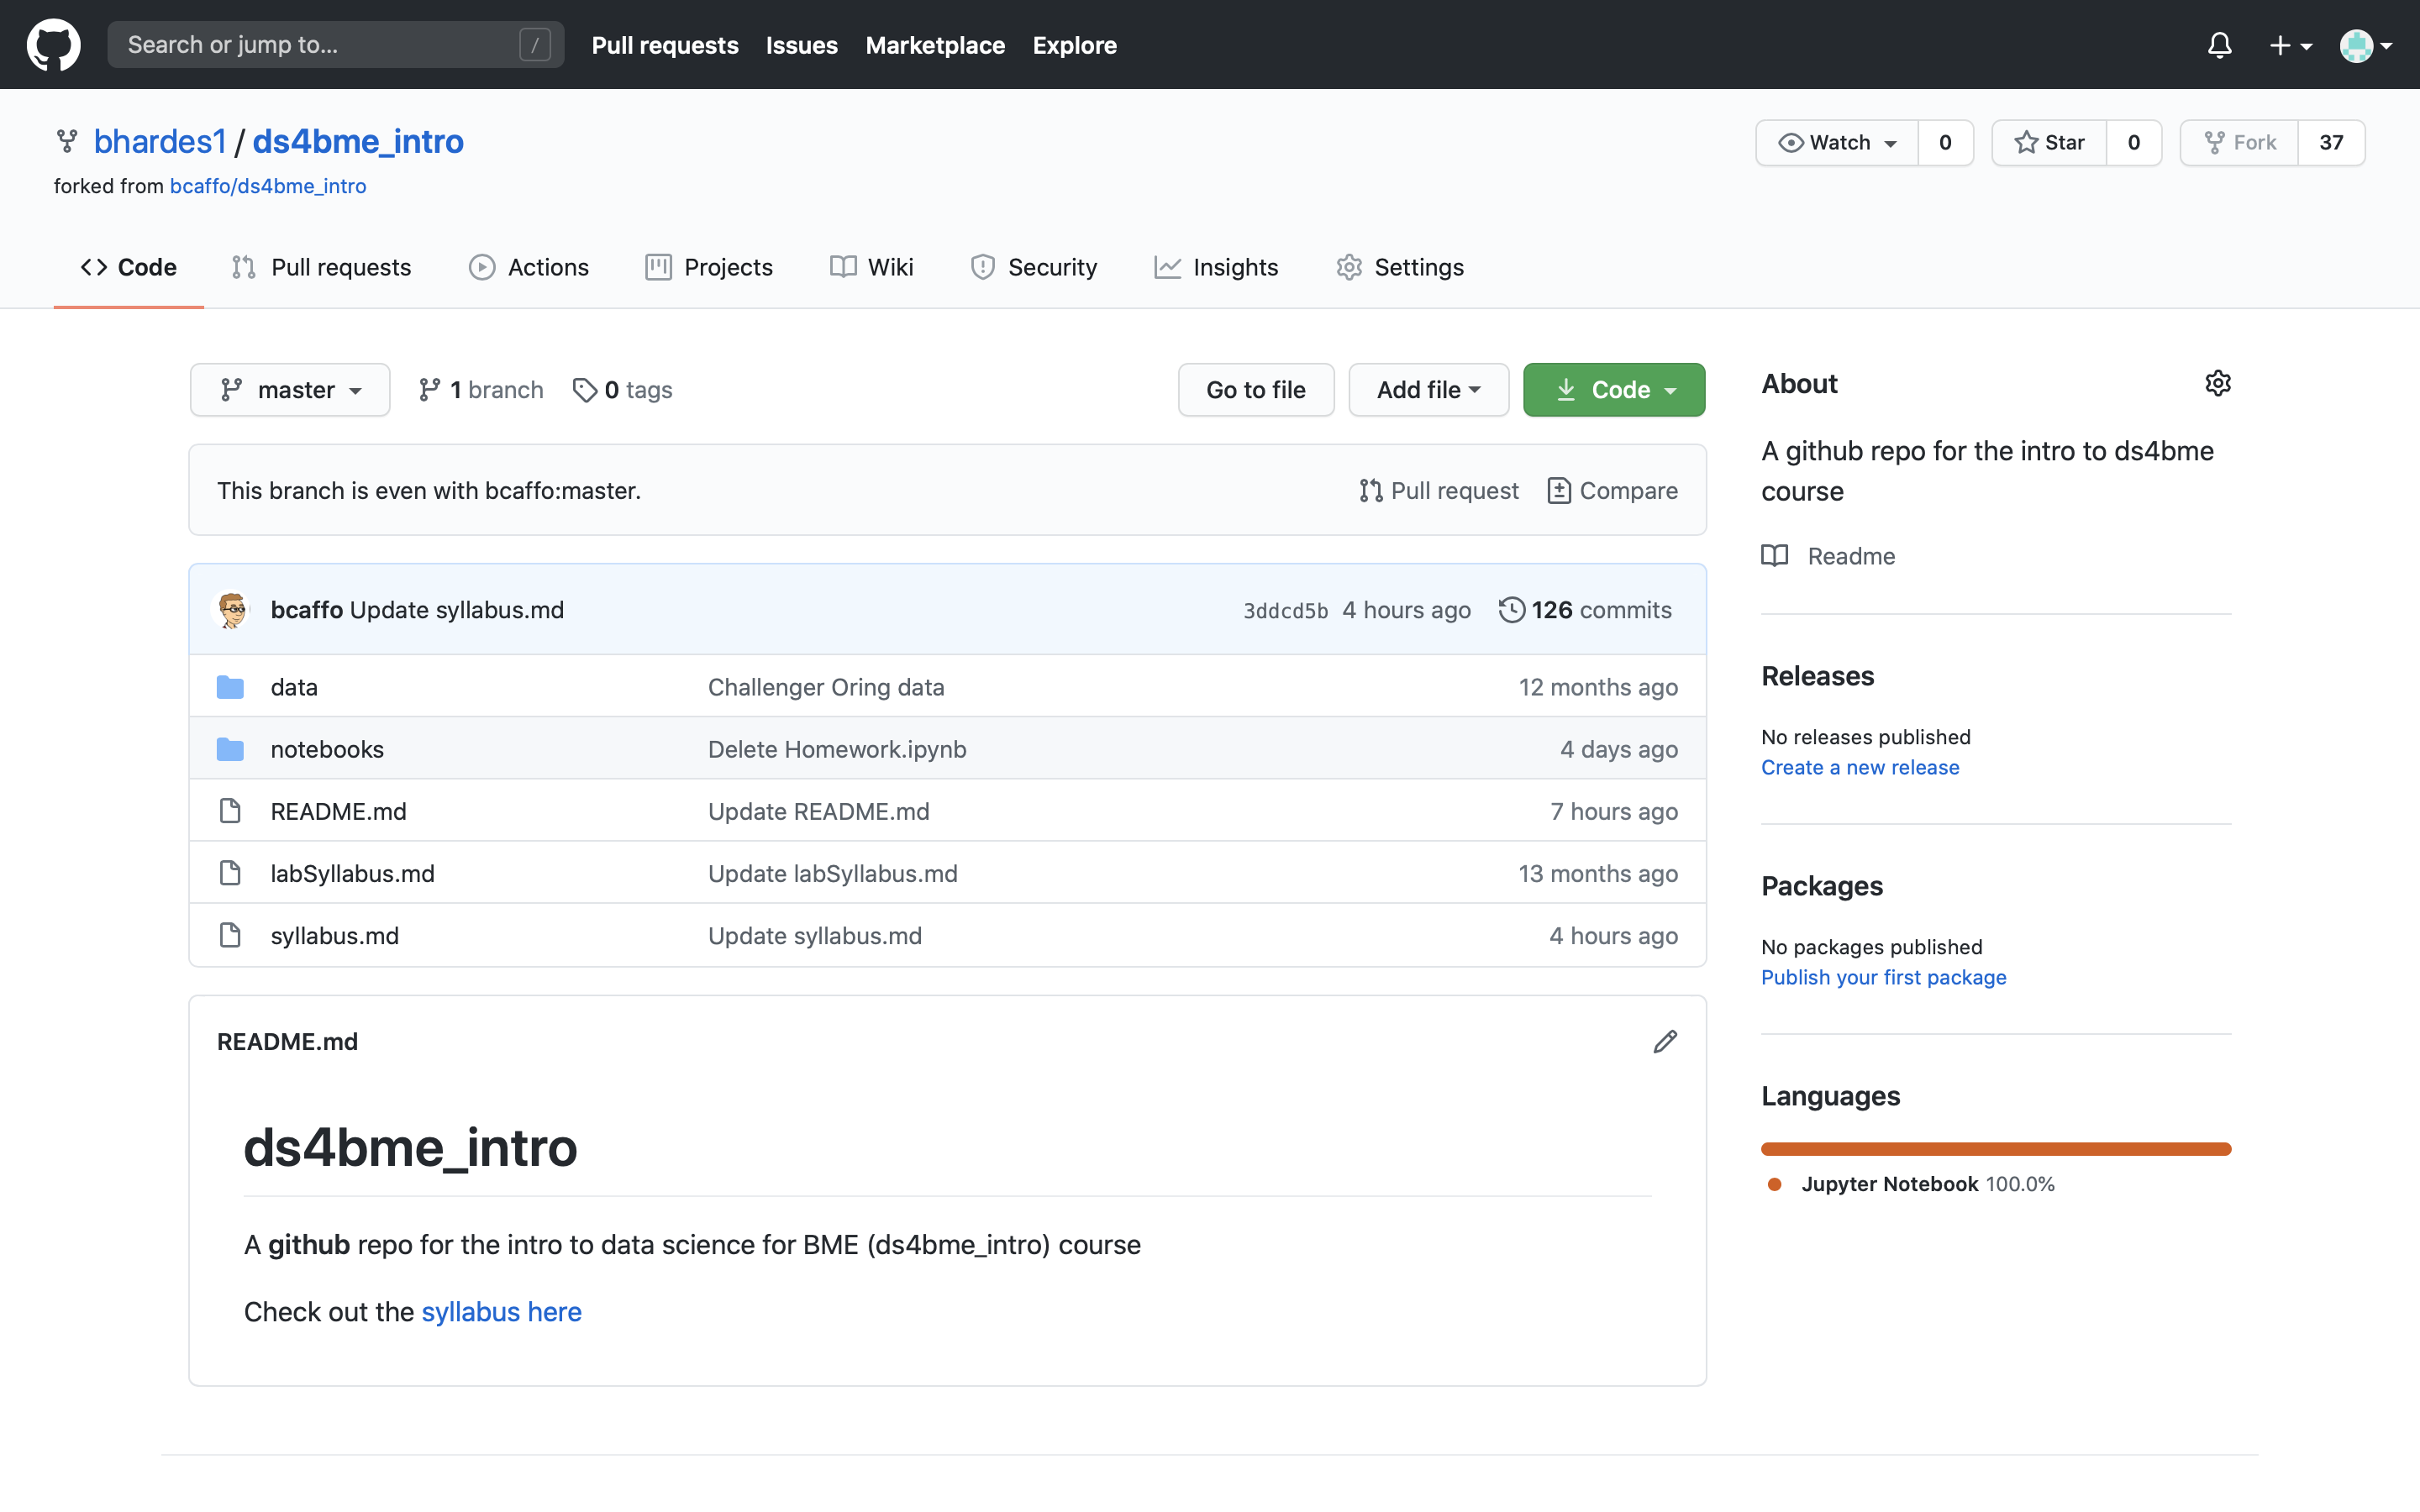 Search or jump to... /
Pull requests Issues Marketplace Explore
bhardes1 / ds4bme_intro
forked from bcaffo/ds4bme_intro
Watch 0 Star 0 Fork 37
Code Pull requests Actions Projects Wiki Security Insights Settings
master 1 branch 0 tags Go to file Add file Code
This branch is even with bcaffo:master. Pull request Compare
bcaffo Update syllabus.md 3ddcd5b 4 hours ago 126 commits
data Challenger Oring data 12 months ago
notebooks Delete Homework.ipynb 4 days ago
README.md Update README.md 7 hours ago
labSyllabus.md Update labSyllabus.md 13 months ago
syllabus.md Update syllabus.md 4 hours ago
README.md
ds4bme_intro
A github repo for the intro to data science for BME (ds4bme_intro) course
Check out the syllabus here
About
A github repo for the intro to ds4bme
course
Readme
Releases
No releases published
Create a new release
Packages
No packages published
Publish your first package
Languages
Jupyter Notebook 100.0%